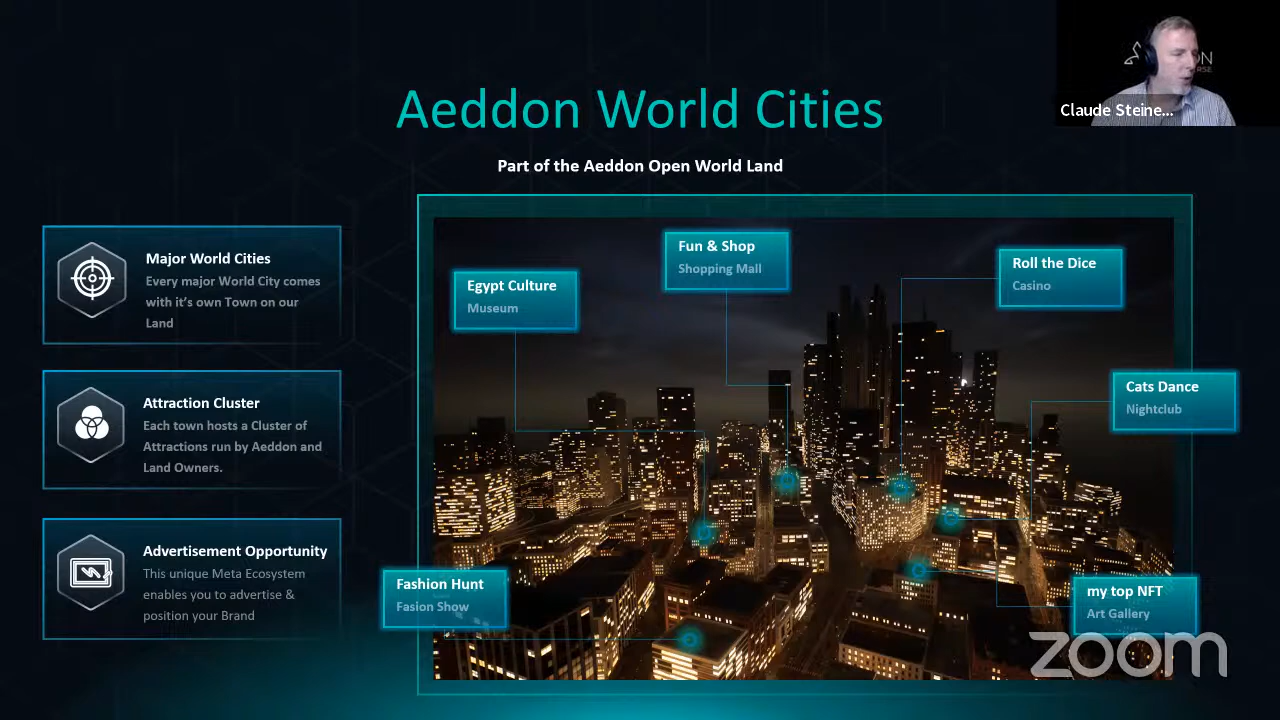 Claude Steine...
Aeddon World Cities
Part of the Aeddon Open World Land
Major World Cities
Every major World City comes
with it's own Town on our
Land
Attraction Cluster
Each town hosts a Cluster of
Attractions run by Aeddon and
Land Owners.
Advertisement Opportunity
This unique Meta Ecosystem
enables you to advertise &
position your Brand
Egypt Culture
Museum
Fun & Shop
Shopping Mall
Roll the Dice
Casino
Cats Dance
Nightclub
Fashion Hunt
Fasion Show
my top NFT
Art Gallery
zoom